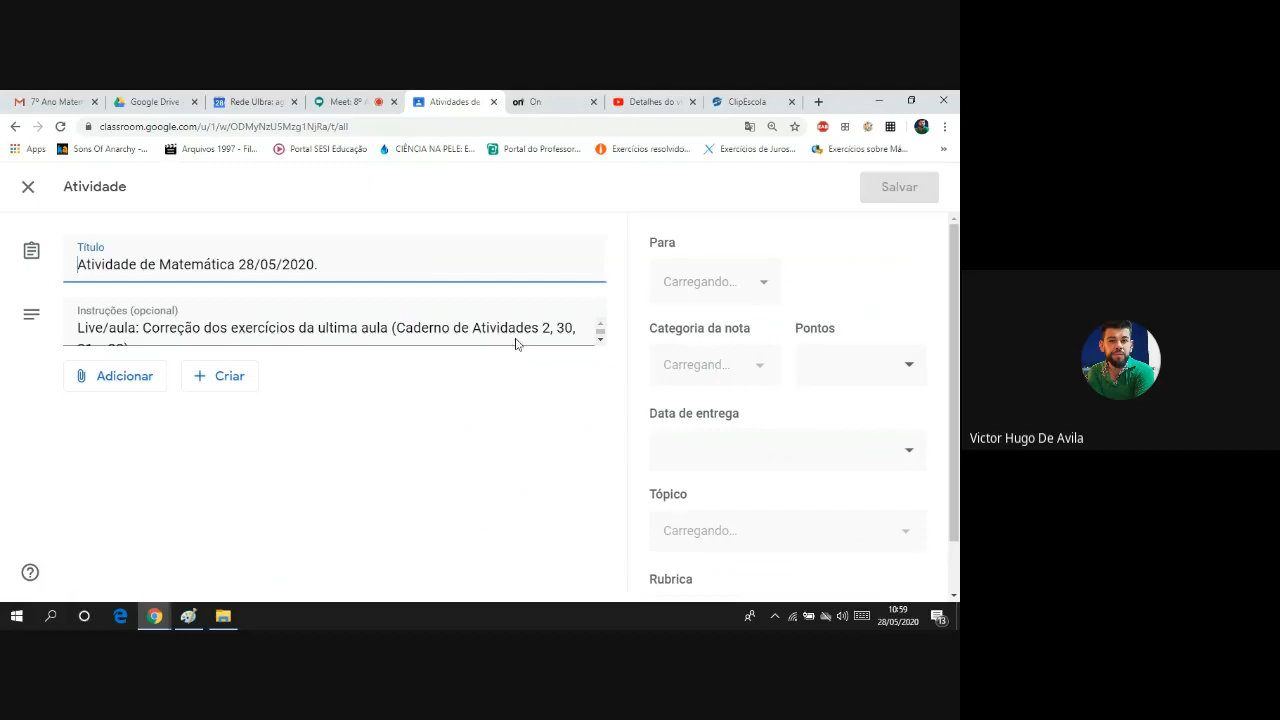 7º Ano Matem
Google Drive
Rede Ulbra: ag
Meet: 8º A
Atividades de
On
Detalhes do v
ClipEscola
classroom.google.com/u/1/w/ODMyNzU5Mzg1NjRa/t/all
Apps
Sons Of Anarchy -...
Arquivos 1997 - Fil...
Portal SESI Educação
CIÊNCIA NA PELE: E...
Portal do Professor...
Exercícios resolvido...
Exercícios de Juros...
Exercícios sobre Má...
Atividade
Salvar
Título
Atividade de Matemática 28/05/2020.
Instruções (opcional)
Live/aula: Correção dos exercícios da ultima aula (Caderno de Atividades 2, 30,
Adicionar
Criar
Para
Carregando...
Categoria da nota
Pontos
Carregand...
Data de entrega
Tópico
Carregando...
Rubrica
10:59
28/05/2020
13
Victor Hugo De Avila